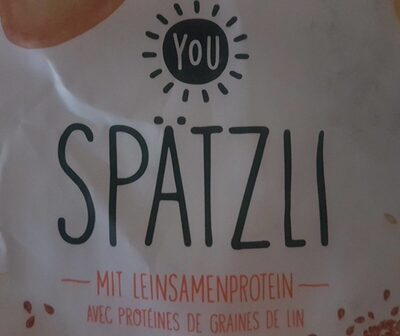 YOU
SPÄTZLI
MIT LEINSAMENPROTEIN
AVEC PROTÉINES DE GRAINES DE LIN